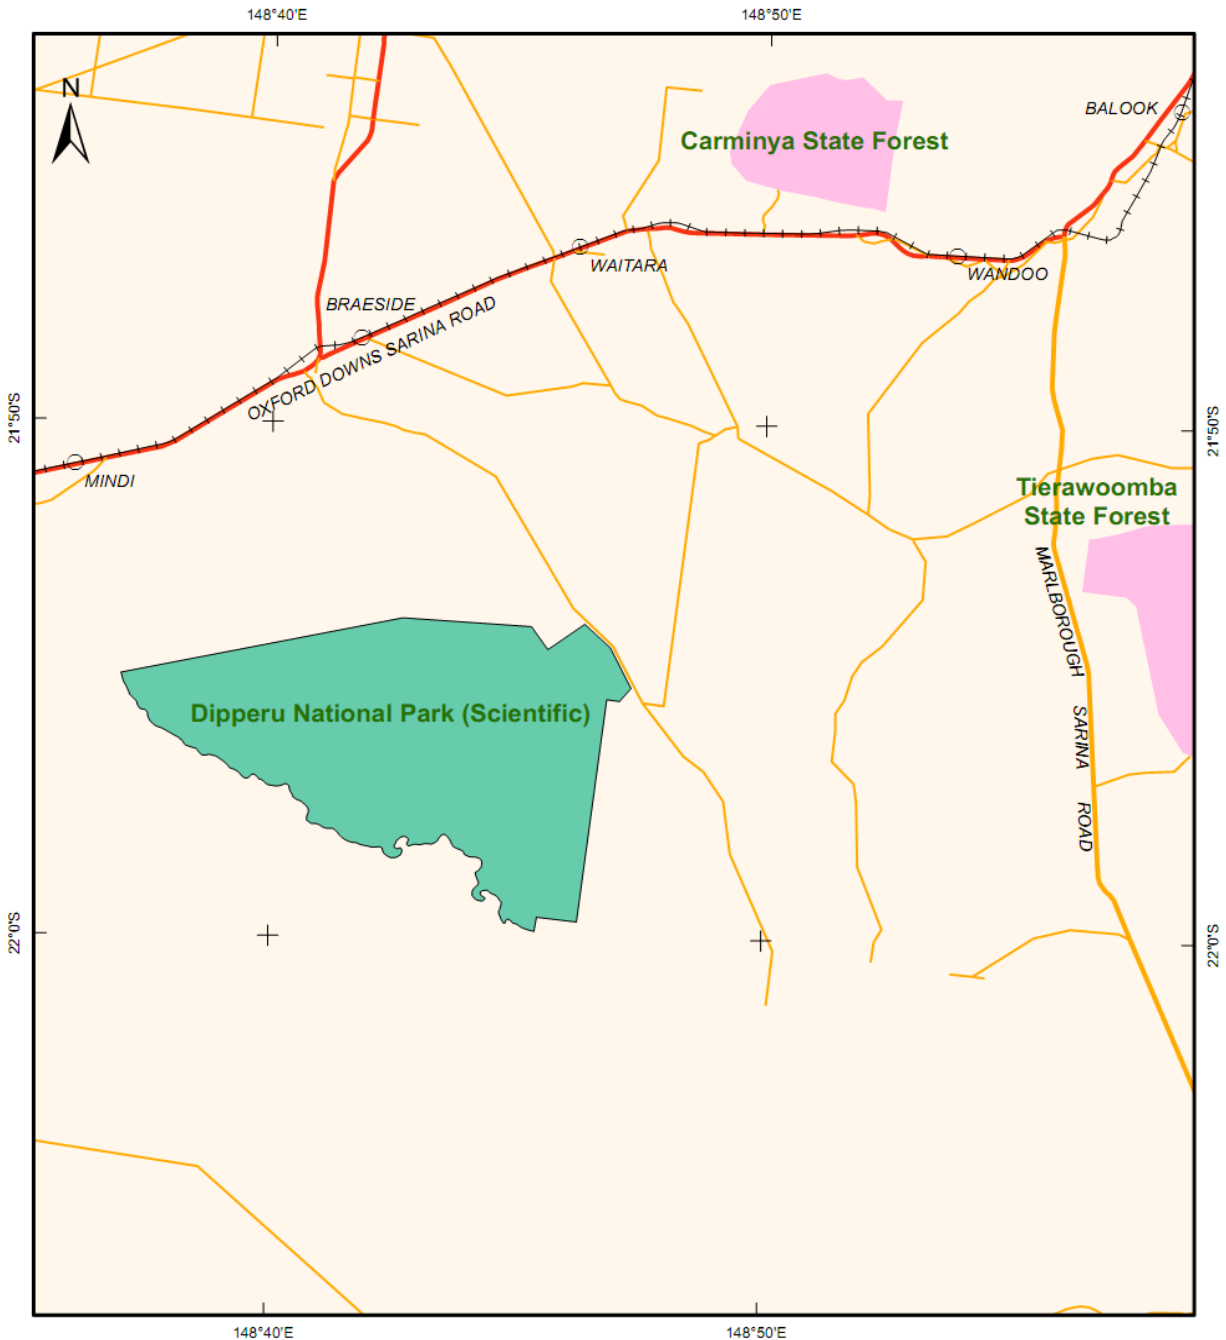 148°40'E
148°50'E
N
BALOOK
Carminya State Forest
WAITARA
WANDOO
BRAESIDE
OXFORD DOWNS SARINA ROAD
21°50'S
21°50'S
MINDI
Tierawoomba
State Forest
MARLBOROUGH SARINA ROAD
Dipperu National Park (Scientific)
22°0'S
22°0'S
148°40'E
148°50'E